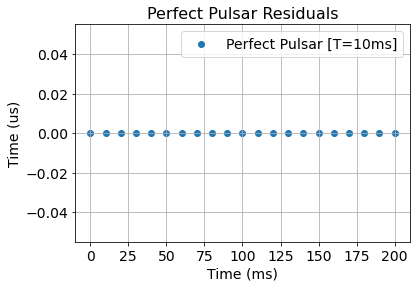 Perfect Pulsar Residuals
Perfect Pulsar [T=10ms]
0.04
0.02
0.00
−0.02
−0.04
Time (us)
0 25 50 75 100 125 150 175 200
Time (ms)